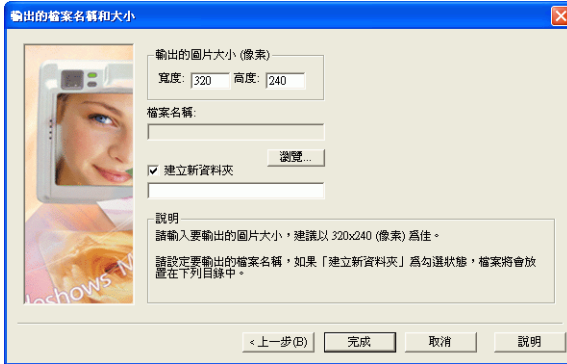 輸出的檔案名稱和大小
輸出的圖片大小 (像素)
寬度: 320 高度: 240
檔案名稱:
瀏覽...
建立新資料夾
說明
請輸入要輸出的圖片大小，建議以 320x240 (像素) 爲佳。
請設定要輸出的檔案名稱，如果「建立新資料夾」爲勾選狀態，檔案將會放
置在下列目錄中。
<上一步(B) 完成 取消 說明